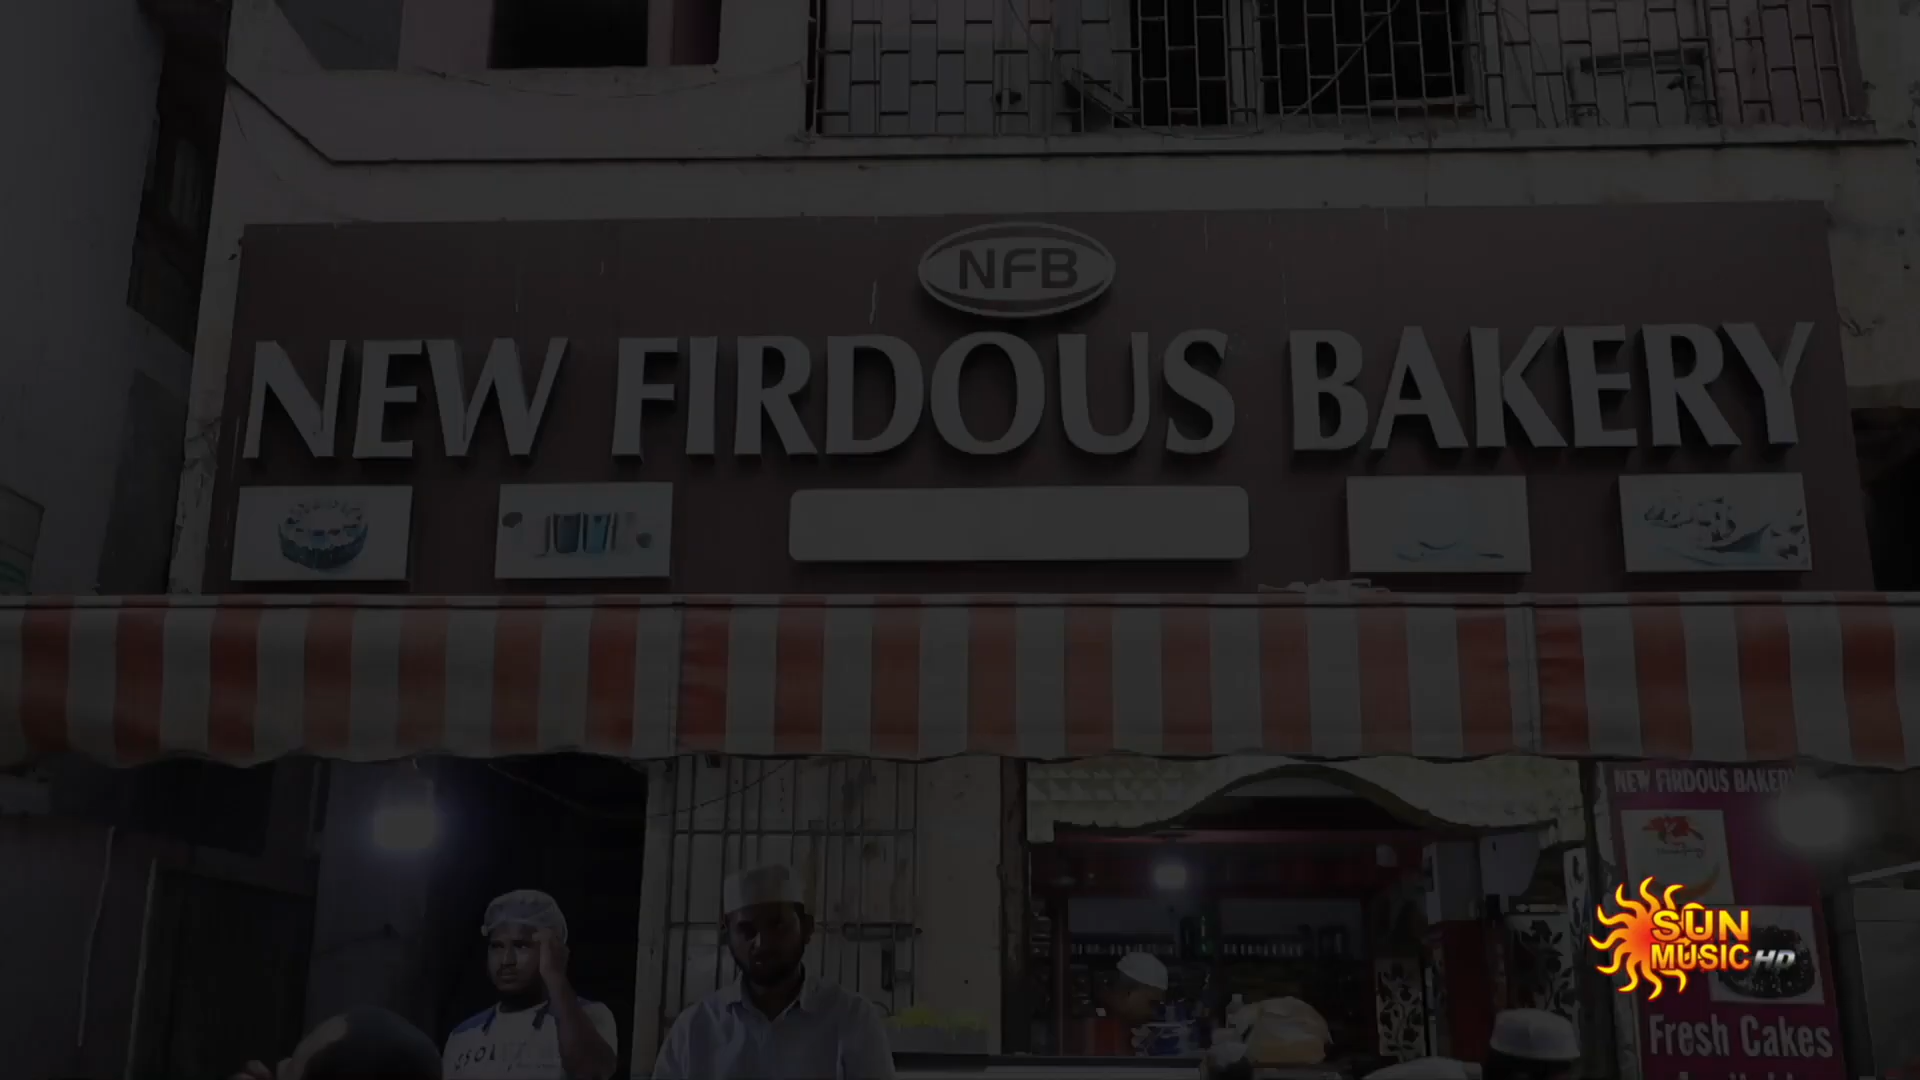 NFB
NEW FIRDOUS BAKERY
NEW FIRDOUS BAKERY
SUN
MUSIC HD
Fresh Cakes